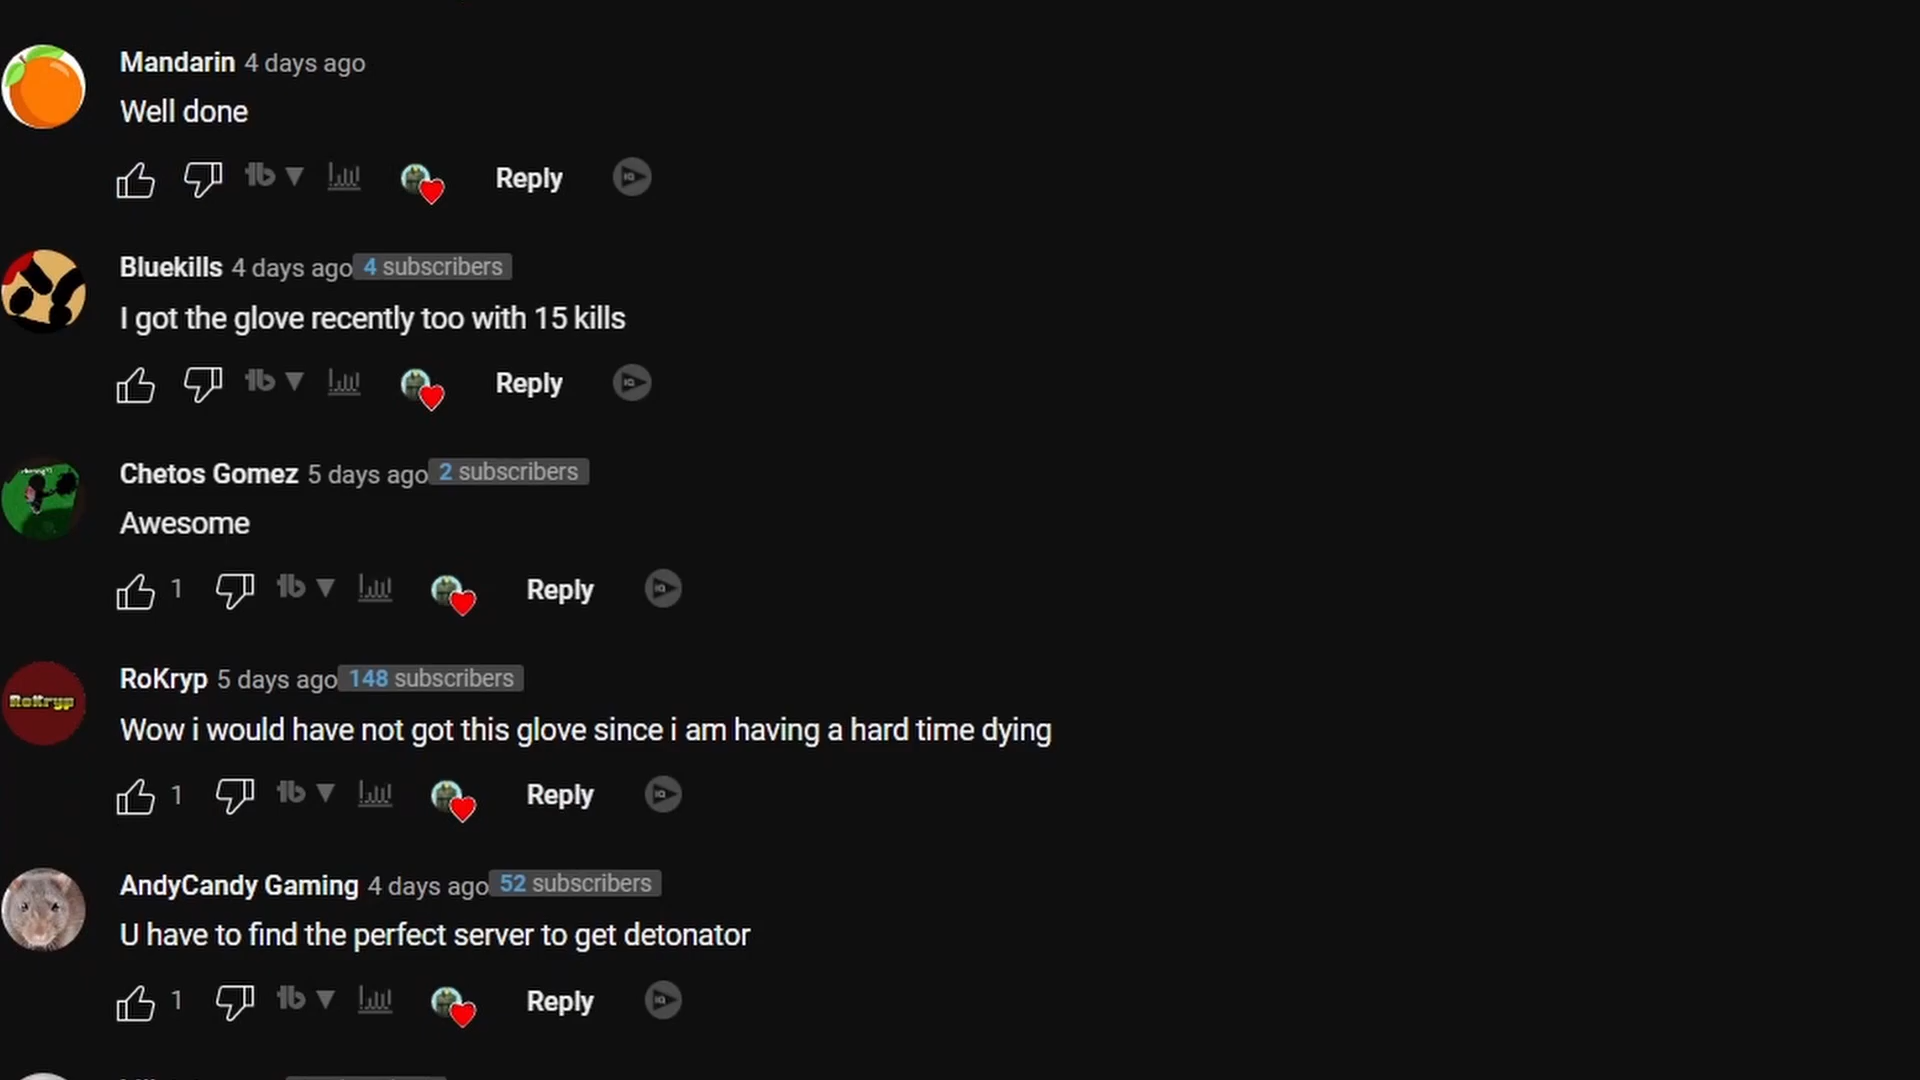 Mandarin 4 days ago
Well done
Reply
Bluekills 4 days ago 4 subscribers
I got the glove recently too with 15 kills
Reply
Chetos Gomez 5 days ago 2 subscribers
Awesome
1 Reply
RoKryp 5 days ago 148 subscribers
RoKryp
Wow i would have not got this glove since i am having a hard time dying
1 Reply
AndyCandy Gaming 4 days ago 52 subscribers
U have to find the perfect server to get detonator
1 Reply